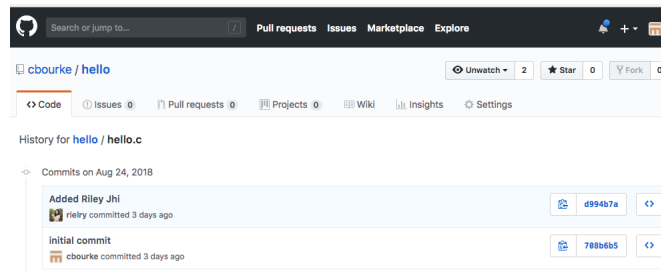 Search or jump to... / Pull requests Issues Marketplace Explore
cbourke / hello Unwatch 2 Star 0 Fork 0
Code Issues 0 Pull requests 0 Projects 0 Wiki Insights Settings
History for hello / hello.c
Commits on Aug 24, 2018
Added Riley Jhi
rielry committed 3 days ago
d994b7a
initial commit
cbourke committed 3 days ago
708b6b5